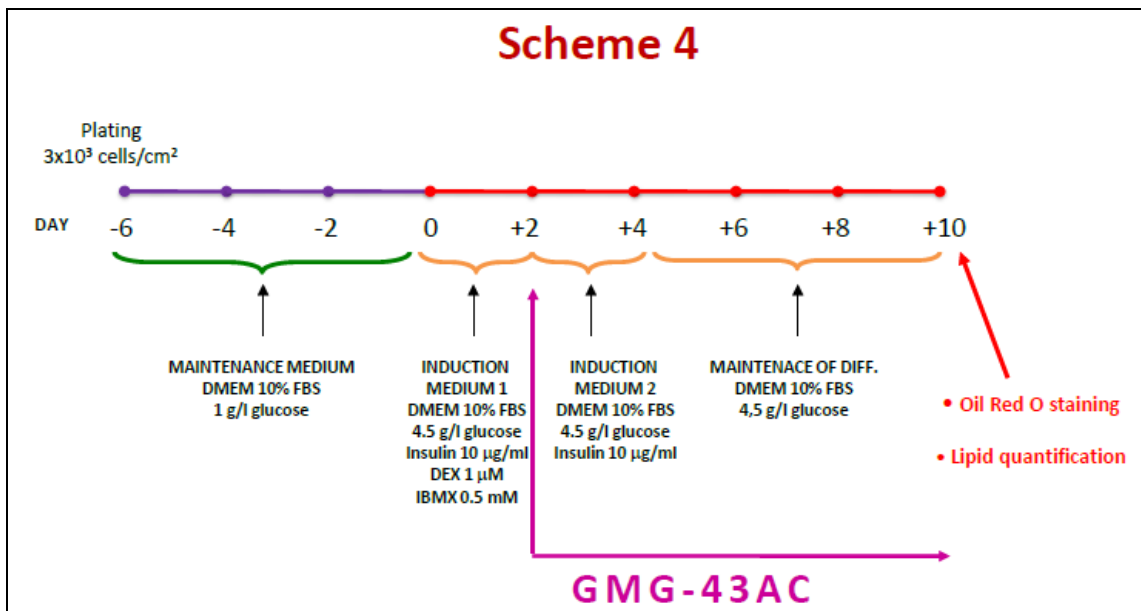 Scheme 4
Plating
3x10³ cells/cm²
DAY -6 -4 -2 0 +2 +4 +6 +8 +10
MAINTENANCE MEDIUM
DMEM 10% FBS
1 g/l glucose
INDUCTION
MEDIUM 1
DMEM 10% FBS
4.5 g/l glucose
Insulin 10 µg/ml
DEX 1 µM
IBMX 0.5 mM
INDUCTION
MEDIUM 2
DMEM 10% FBS
4.5 g/l glucose
Insulin 10 µg/ml
MAINTENACE OF DIFF.
DMEM 10% FBS
4,5 g/l glucose
• Oil Red O staining
• Lipid quantification
GMG-43AC